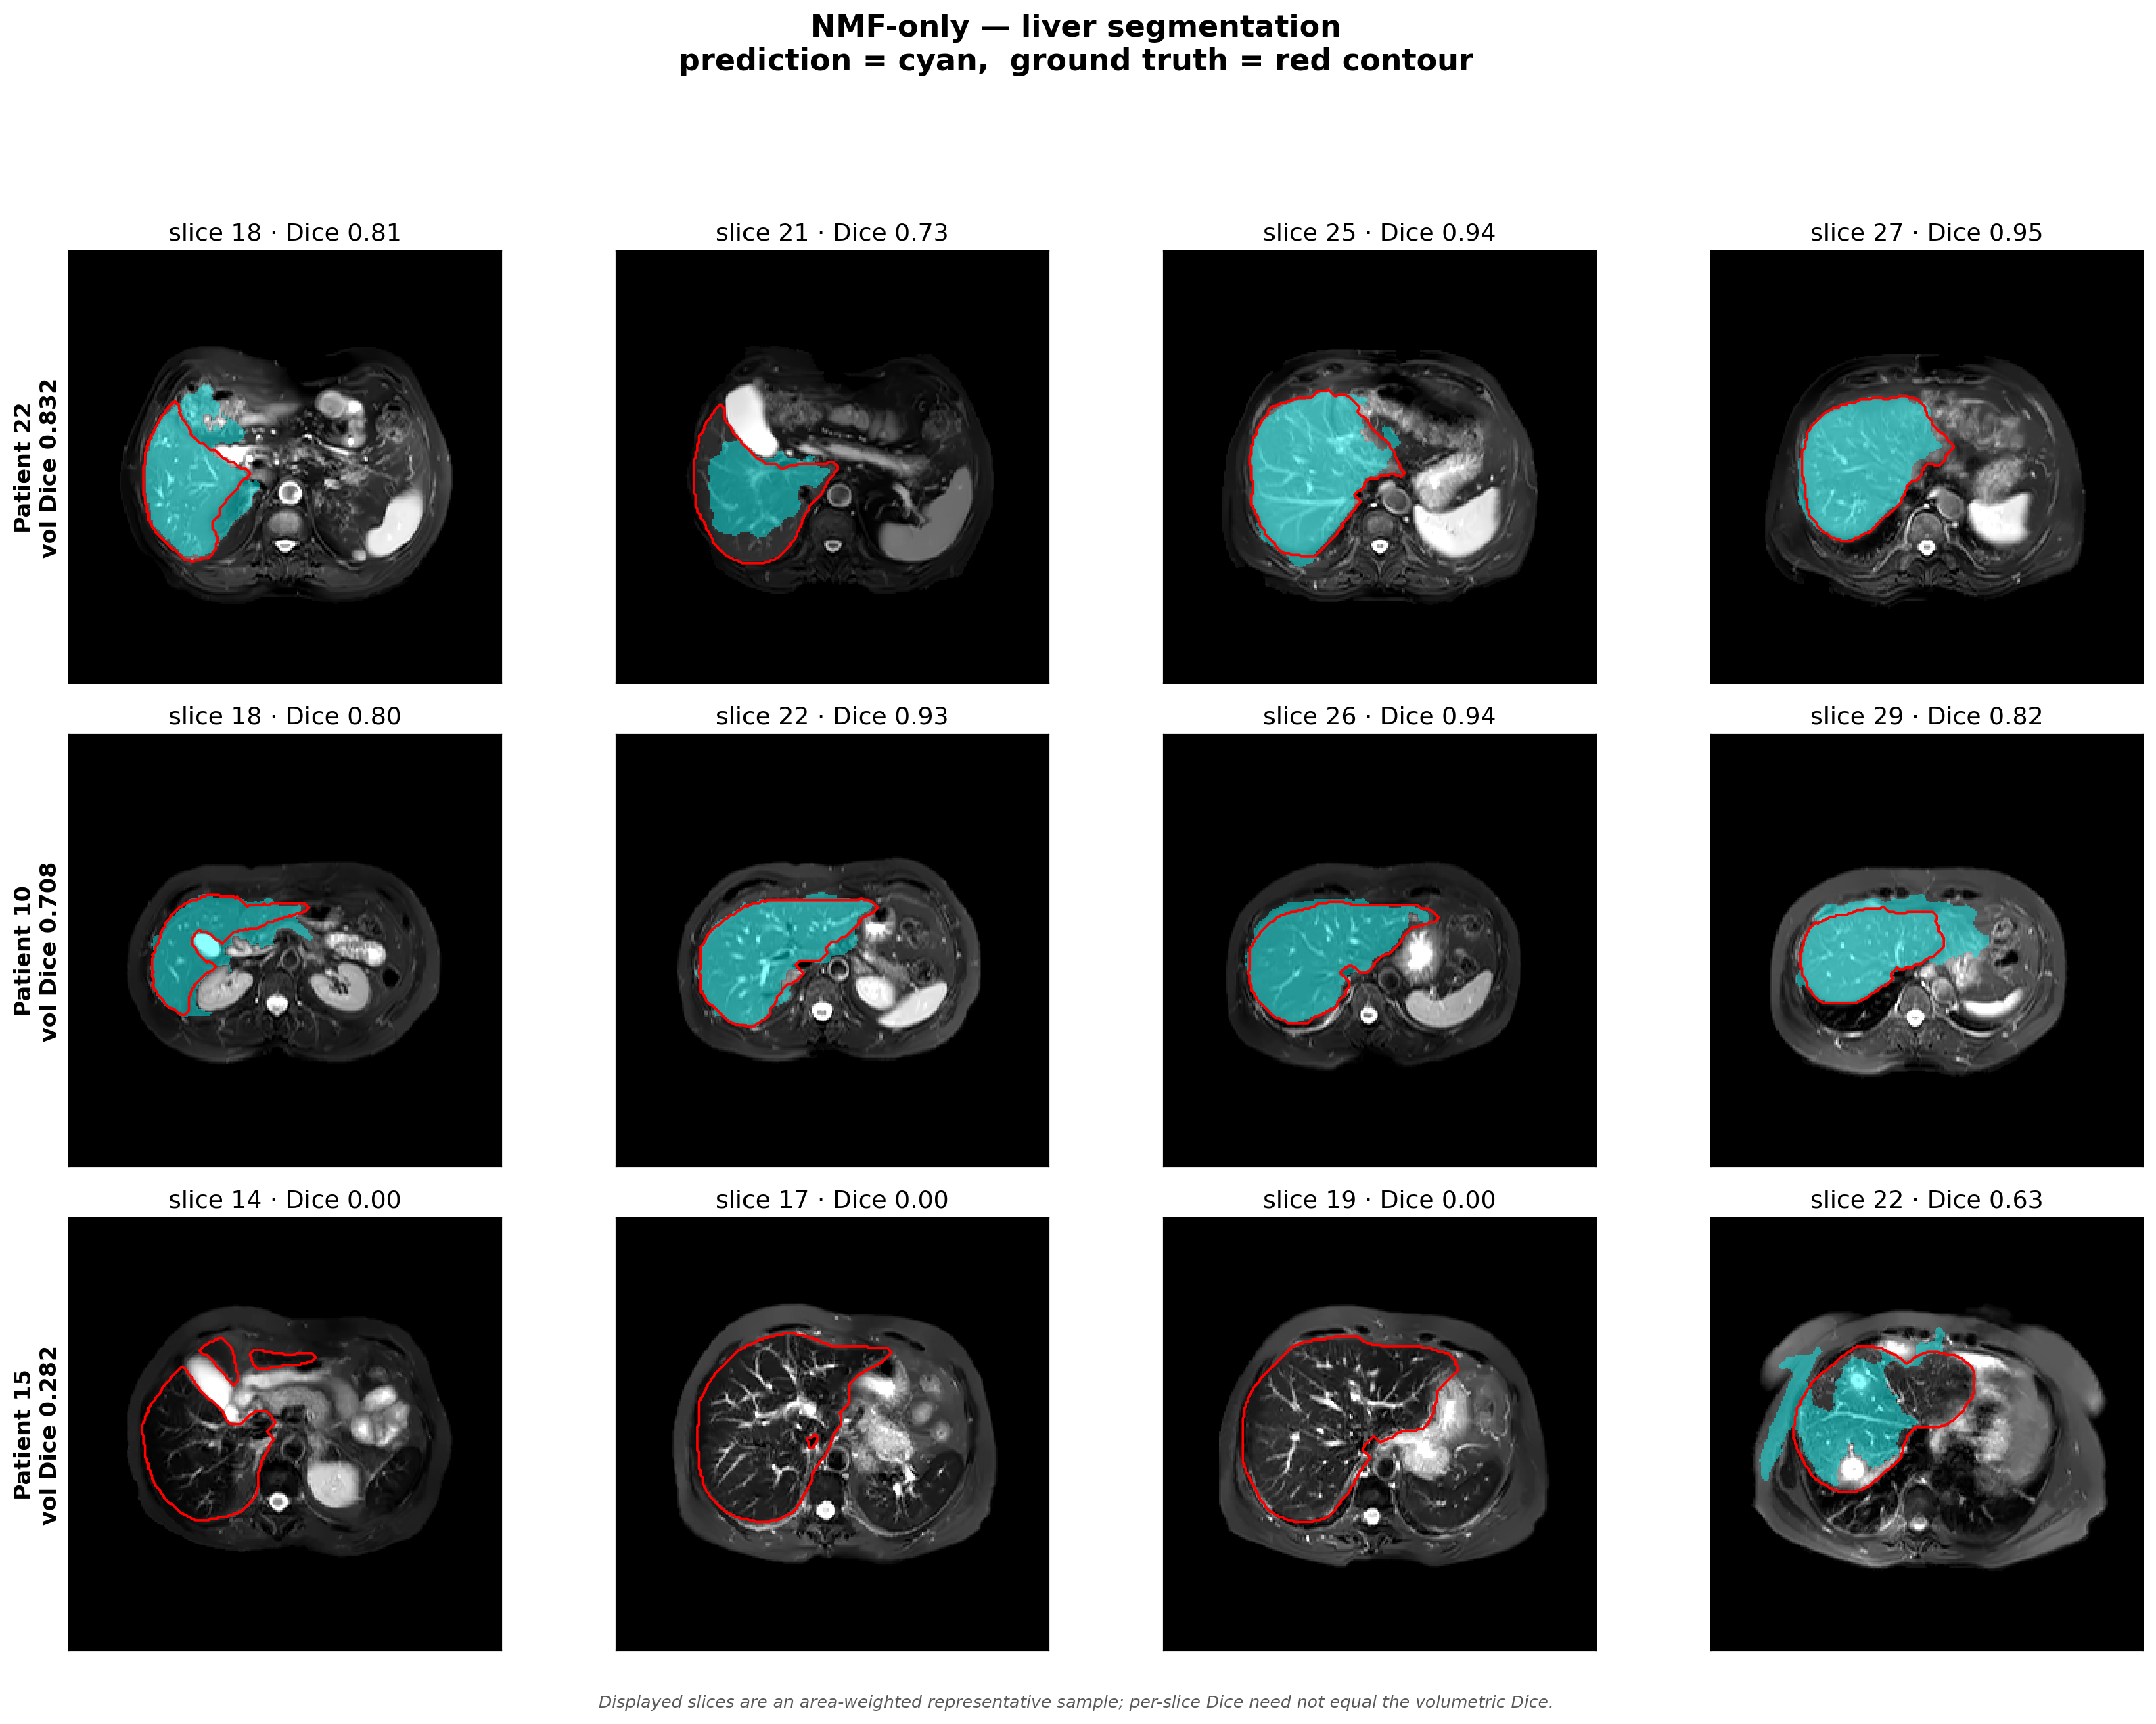 NMF-only — liver segmentation
prediction = cyan,  ground truth = red contour
Patient 22
vol Dice 0.832
slice 18 · Dice 0.81
slice 21 · Dice 0.73
slice 25 · Dice 0.94
slice 27 · Dice 0.95
Patient 10
vol Dice 0.708
slice 18 · Dice 0.80
slice 22 · Dice 0.93
slice 26 · Dice 0.94
slice 29 · Dice 0.82
Patient 15
vol Dice 0.282
slice 14 · Dice 0.00
slice 17 · Dice 0.00
slice 19 · Dice 0.00
slice 22 · Dice 0.63
Displayed slices are an area-weighted representative sample; per-slice Dice need not equal the volumetric Dice.